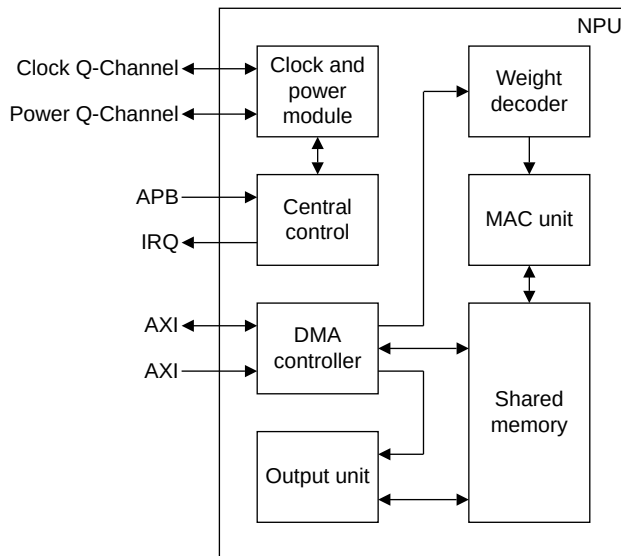 NPU
Clock Q-Channel
Power Q-Channel
Clock and
power
module
Weight
decoder
APB
IRQ
Central
control
MAC unit
AXI
AXI
DMA
controller
Shared
memory
Output unit